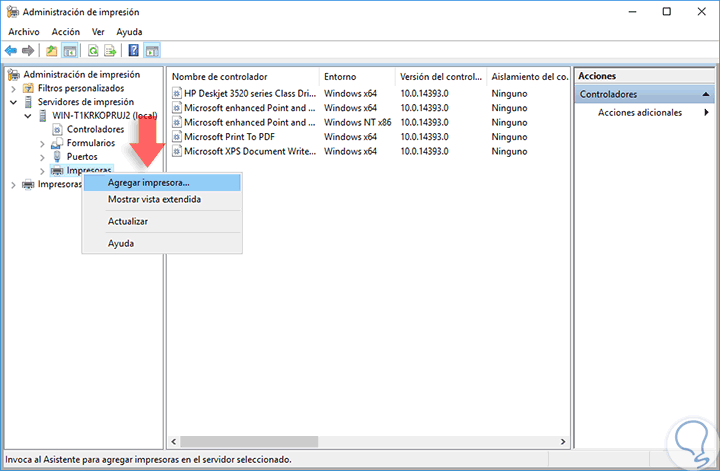 Administración de impresión
Archivo Acción Ver Ayuda
Administración de impresión
Filtros personalizados
Servidores de impresión
WIN-T1KRKOPRUJ2 (local)
Controladores
Formularios
Puertos
Impresoras
Impresoras
Agregar impresora...
Mostrar vista extendida
Actualizar
Ayuda
Nombre de controlador Entorno Versión del control... Aislamiento del co.
HP Deskjet 3520 series Class Dri... Windows x64 10.0.14393.0 Ninguno
Microsoft enhanced Point and ... Windows x64 10.0.14393.0 Ninguno
Microsoft enhanced Point and ... Windows NT x86 10.0.14393.0 Ninguno
Microsoft Print To PDF Windows x64 10.0.14393.0 Ninguno
Microsoft XPS Document Write... Windows x64 10.0.14393.0 Ninguno
Acciones
Controladores
Acciones adicionales
Invoca al Asistente para agregar impresoras en el servidor seleccionado.